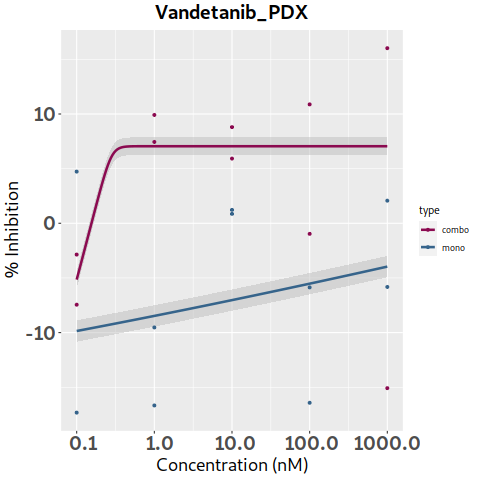 Vandetanib_PDX
% Inhibition
10
0
-10
0.1 1.0 10.0 100.0 1000.0
Concentration (nM)
type
combo
mono